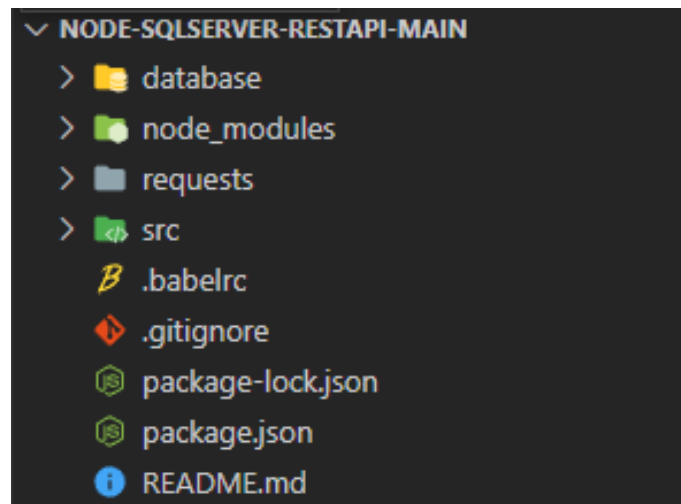 NODE-SQLSERVER-RESTAPI-MAIN
database
node_modules
requests
src
.babelrc
.gitignore
package-lock.json
package.json
README.md